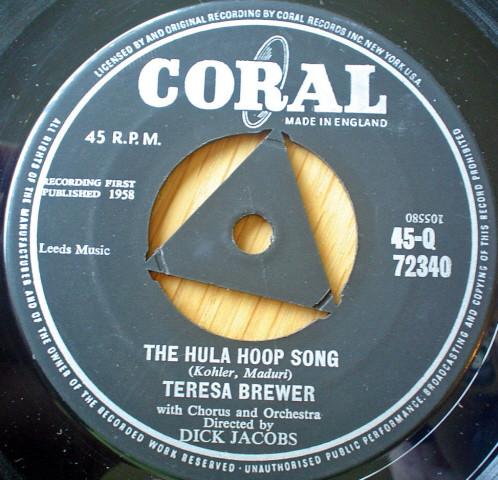 LICENSED BY AND ORIGINAL RECORDING BY CORAL RECORDS INC. NEW YORK U.S.A.
CORAL
MADE IN ENGLAND
45 R.P.M.
RECORDING FIRST
PUBLISHED 1958
Leeds Music
105580
45-Q
72340
THE HULA HOOP SONG
(Kohler, Maduri)
TERESA BREWER
with Chorus and Orchestra
Directed by
DICK JACOBS
ALL RIGHTS OF THE MANUFACTURER AND OF THE OWNER OF THE RECORDED WORK RESERVED · UNAUTHORISED PUBLIC PERFORMANCE, BROADCASTING AND COPYING OF THIS RECORD PROHIBITED